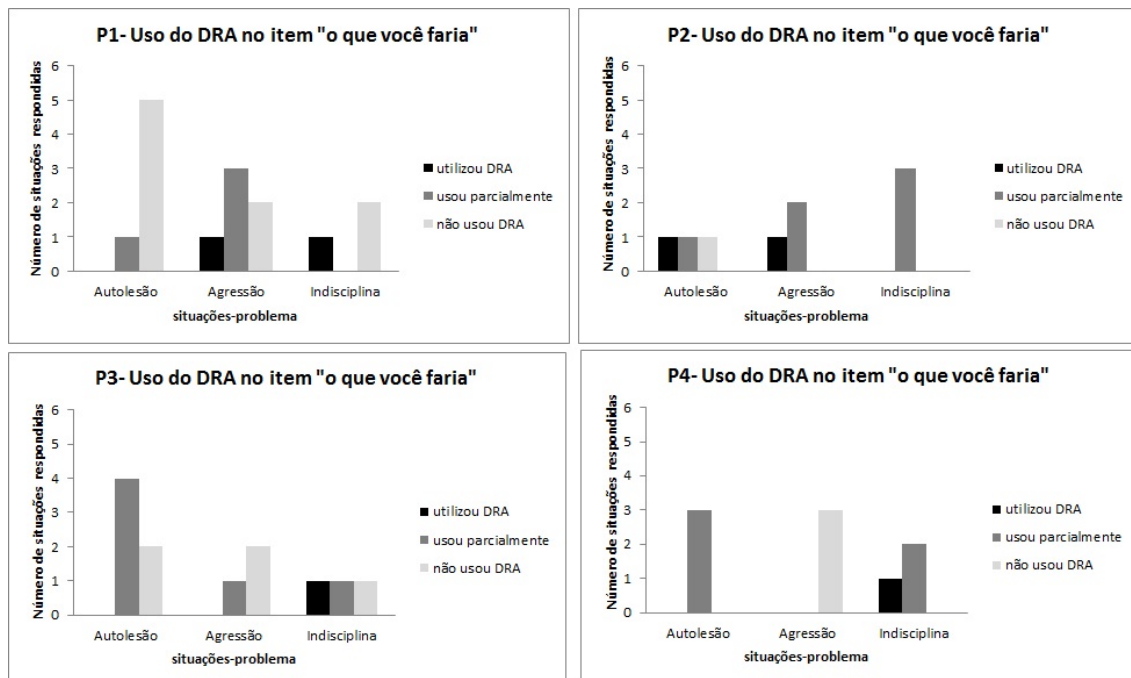 P1- Uso do DRA no item "o que você faria"
Número de situações respondidas
6
5
4
3
2
1
0
Autolesão Agressão Indisciplina
situações-problema
utilizou DRA
usou parcialmente
não usou DRA
P2- Uso do DRA no item "o que você faria"
Número de situações respondidas
6
5
4
3
2
1
0
Autolesão Agressão Indisciplina
situações-problema
utilizou DRA
usou parcialmente
não usou DRA
P3- Uso do DRA no item "o que você faria"
Número de situações respondidas
6
5
4
3
2
1
0
Autolesão Agressão Indisciplina
situações-problema
utilizou DRA
usou parcialmente
não usou DRA
P4- Uso do DRA no item "o que você faria"
Número de situações respondidas
6
5
4
3
2
1
0
Autolesão Agressão Indisciplina
situações-problema
utilizou DRA
usou parcialmente
não usou DRA